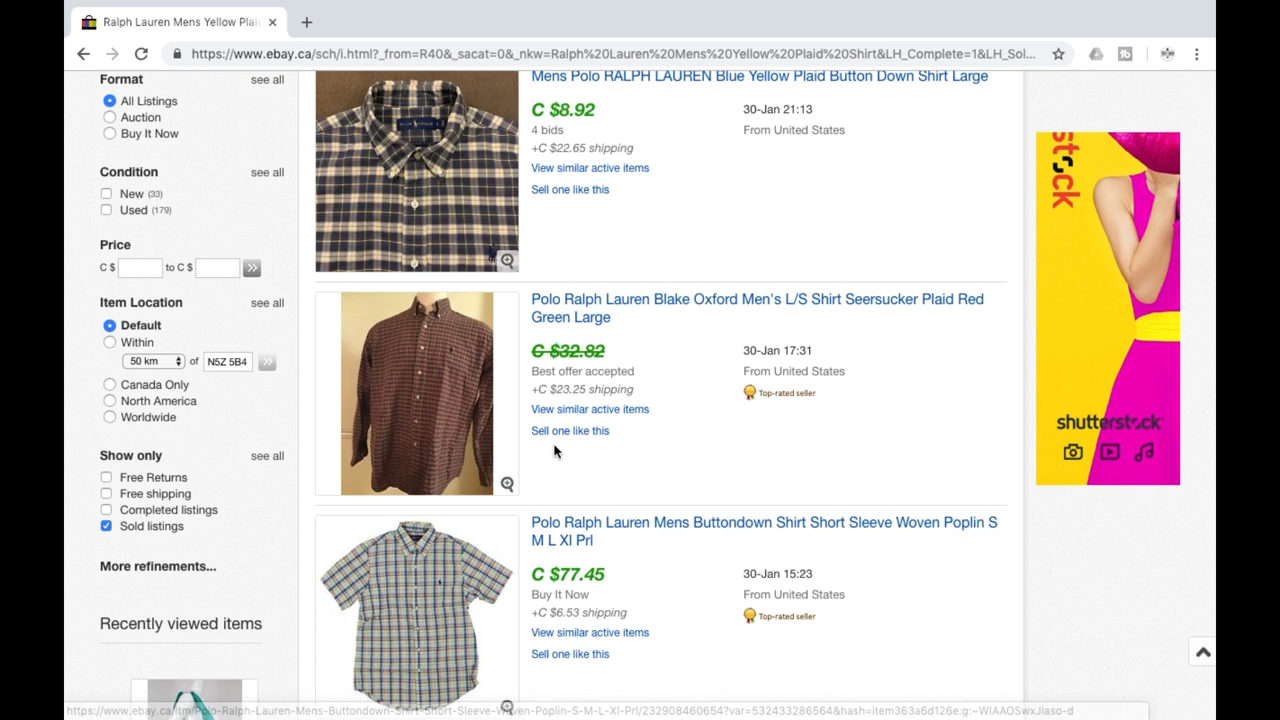 Ralph Lauren Mens Yellow Plai
https://www.ebay.ca/sch/i.html?_from=R40&_sacat=0&_nkw=Ralph%20Lauren%20Mens%20Yellow%20Plaid%20Shirt&LH_Complete=1&LH_Sol...
Format
see all
All Listings
Auction
Buy It Now
Condition
see all
New (33)
Used (179)
Price
C $ to C $
Item Location
see all
Default
Within
50 km of N5Z 5B4
Canada Only
North America
Worldwide
Show only
see all
Free Returns
Free shipping
Completed listings
Sold listings
More refinements...
Recently viewed items
Mens Polo RALPH LAUREN Blue Yellow Plaid Button Down Shirt Large
C $8.92
30-Jan 21:13
4 bids
From United States
+C $22.65 shipping
View similar active items
Sell one like this
Polo Ralph Lauren Blake Oxford Men's L/S Shirt Seersucker Plaid Red
Green Large
C $32.82
30-Jan 17:31
Best offer accepted
From United States
+C $23.25 shipping
Top-rated seller
View similar active items
Sell one like this
Polo Ralph Lauren Mens Buttondown Shirt Short Sleeve Woven Poplin S
M L Xl Prl
C $77.45
30-Jan 15:23
Buy It Now
From United States
+C $6.53 shipping
Top-rated seller
View similar active items
Sell one like this
stock
shutterstock